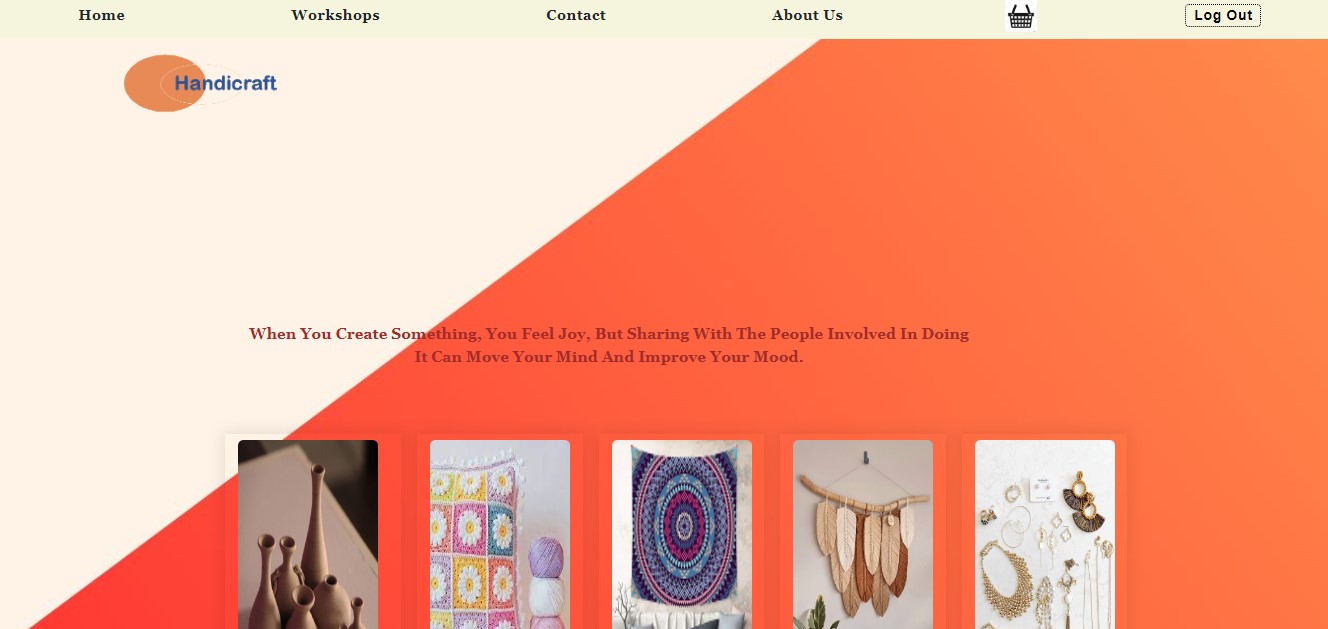 Home
Workshops
Contact
About Us
Log Out
Handicraft
When You Create Something, You Feel Joy, But Sharing With The People Involved In Doing
It Can Move Your Mind And Improve Your Mood.